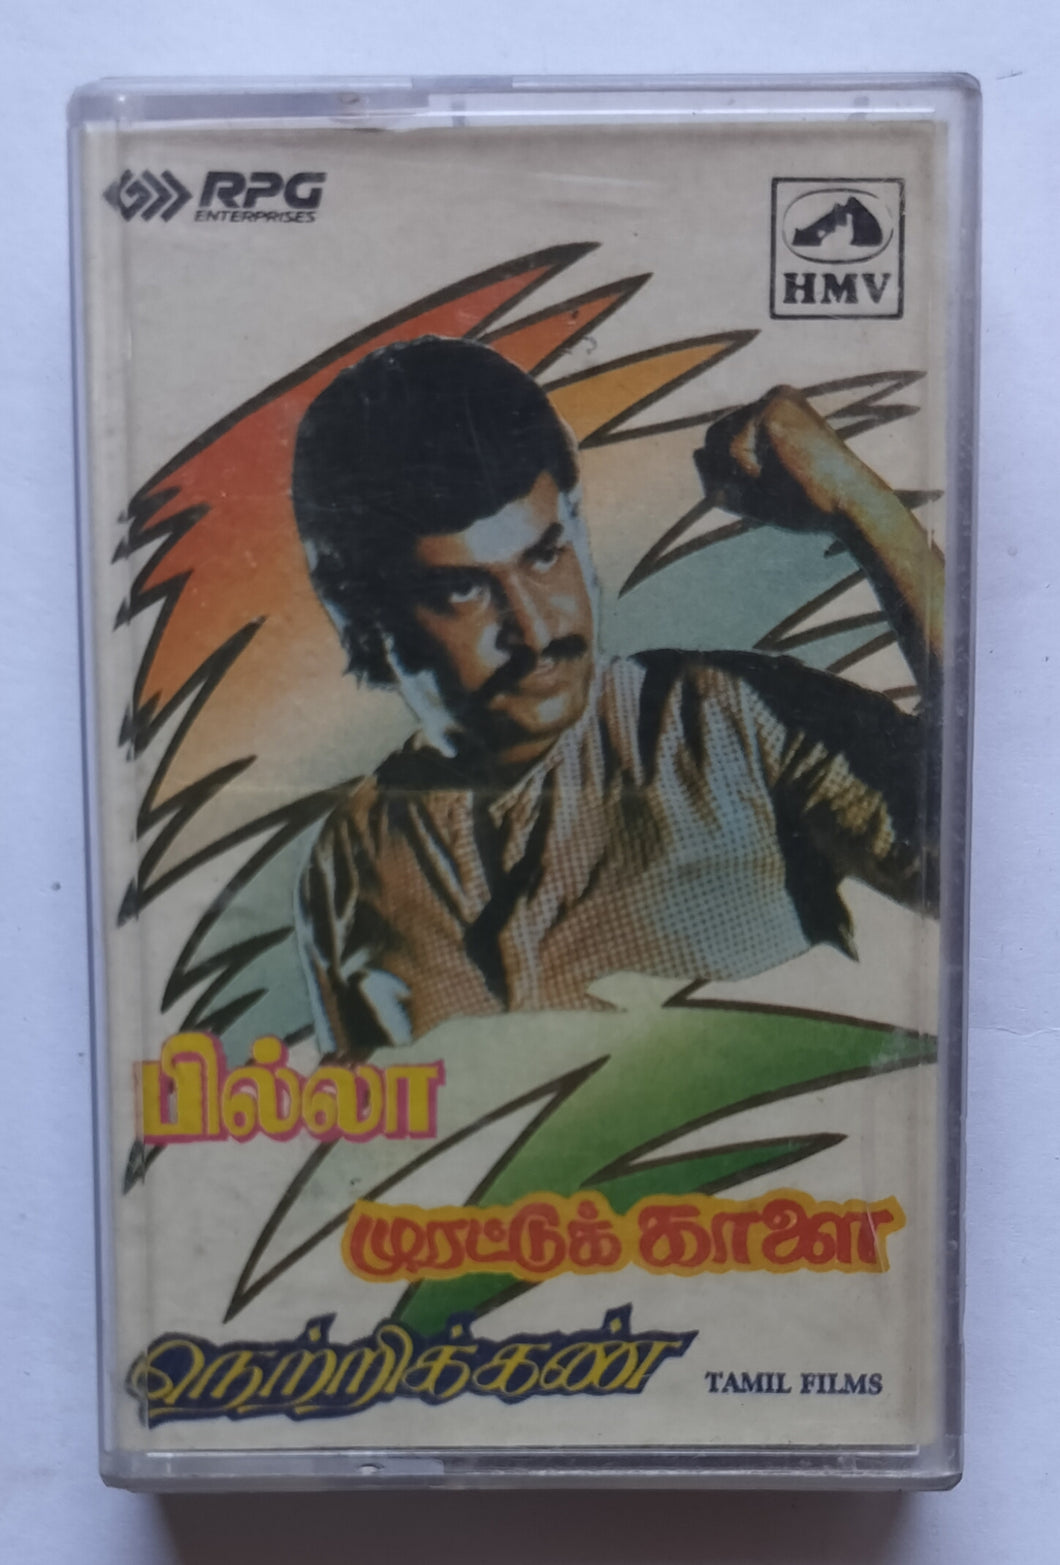 RPG
ENTERPRISES
HMV
பில்லா
முரட்டுக் காளை
நெற்றிக்கண்
TAMIL FILMS